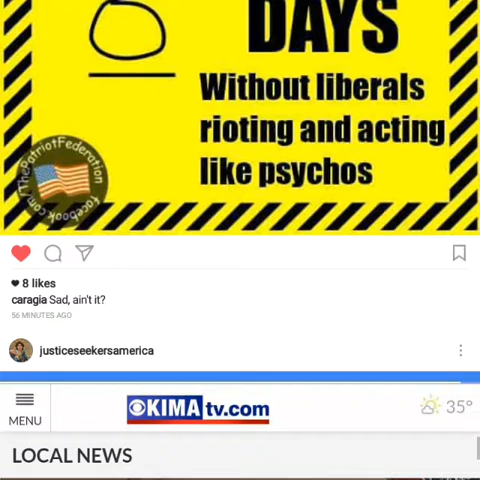 0 DAYS
Without liberals
rioting and acting
like psychos
ThePatriotFederation
facebook.com/
8 likes
caragia Sad, ain't it?
56 MINUTES AGO
justiceseekersamerica
MENU
KIMAtv.com
35°
LOCAL NEWS